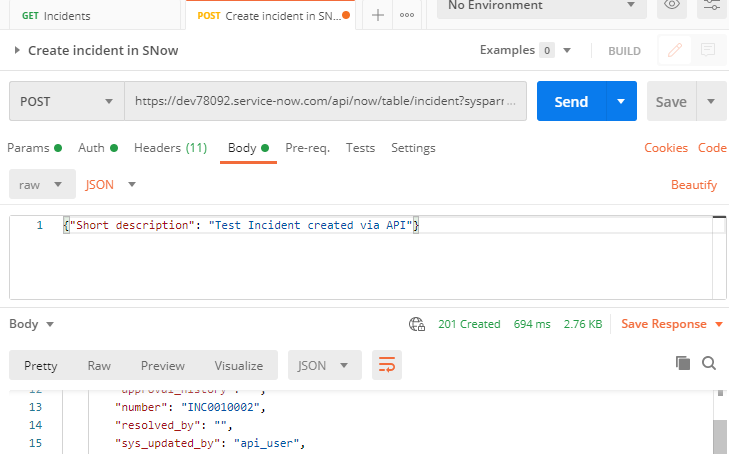 GET Incidents
POST Create incident in SN...
No Environment
Create incident in SNow
Examples 0
BUILD
POST
https://dev78092.service-now.com/api/now/table/incident?sysparr ...
Send
Save
Params
Auth
Headers (11)
Body
Pre-req.
Tests
Settings
Cookies
Code
raw
JSON
Beautify
1 {"Short description": "Test Incident created via API"}
Body
201 Created
694 ms
2.76 KB
Save Response
Pretty
Raw
Preview
Visualize
JSON
12 "approval_history": "",
13 "number": "INC0010002",
14 "resolved_by": "",
15 "sys_updated_by": "api_user",